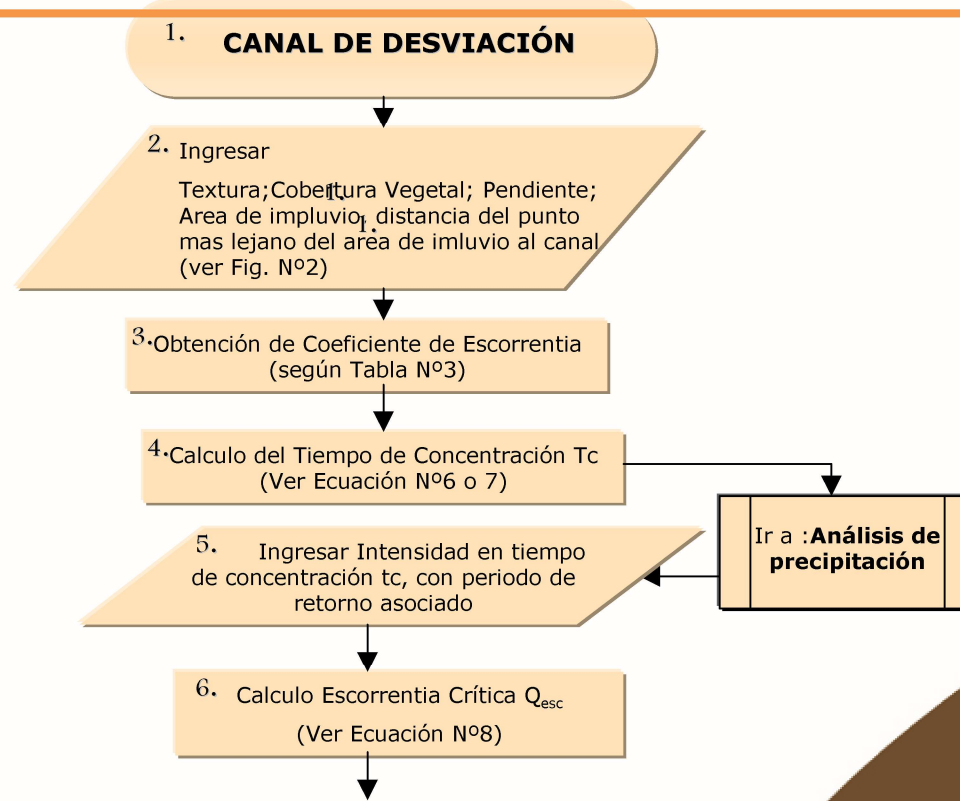 1. CANAL DE DESVIACIÓN
2. Ingresar
Textura;Cobertura Vegetal; Pendiente;
1.
Area de impluvio; distancia del punto
1.
mas lejano del area de imluvio al canal
(ver Fig. Nº2)
3.Obtención de Coeficiente de Escorrentia
(según Tabla Nº3)
4.Calculo del Tiempo de Concentración Tc
(Ver Ecuación Nº6 o 7)
Ir a :Análisis de
precipitación
5. Ingresar Intensidad en tiempo
de concentración tc, con periodo de
retorno asociado
6. Calculo Escorrentia Crítica Qesc
(Ver Ecuación Nº8)